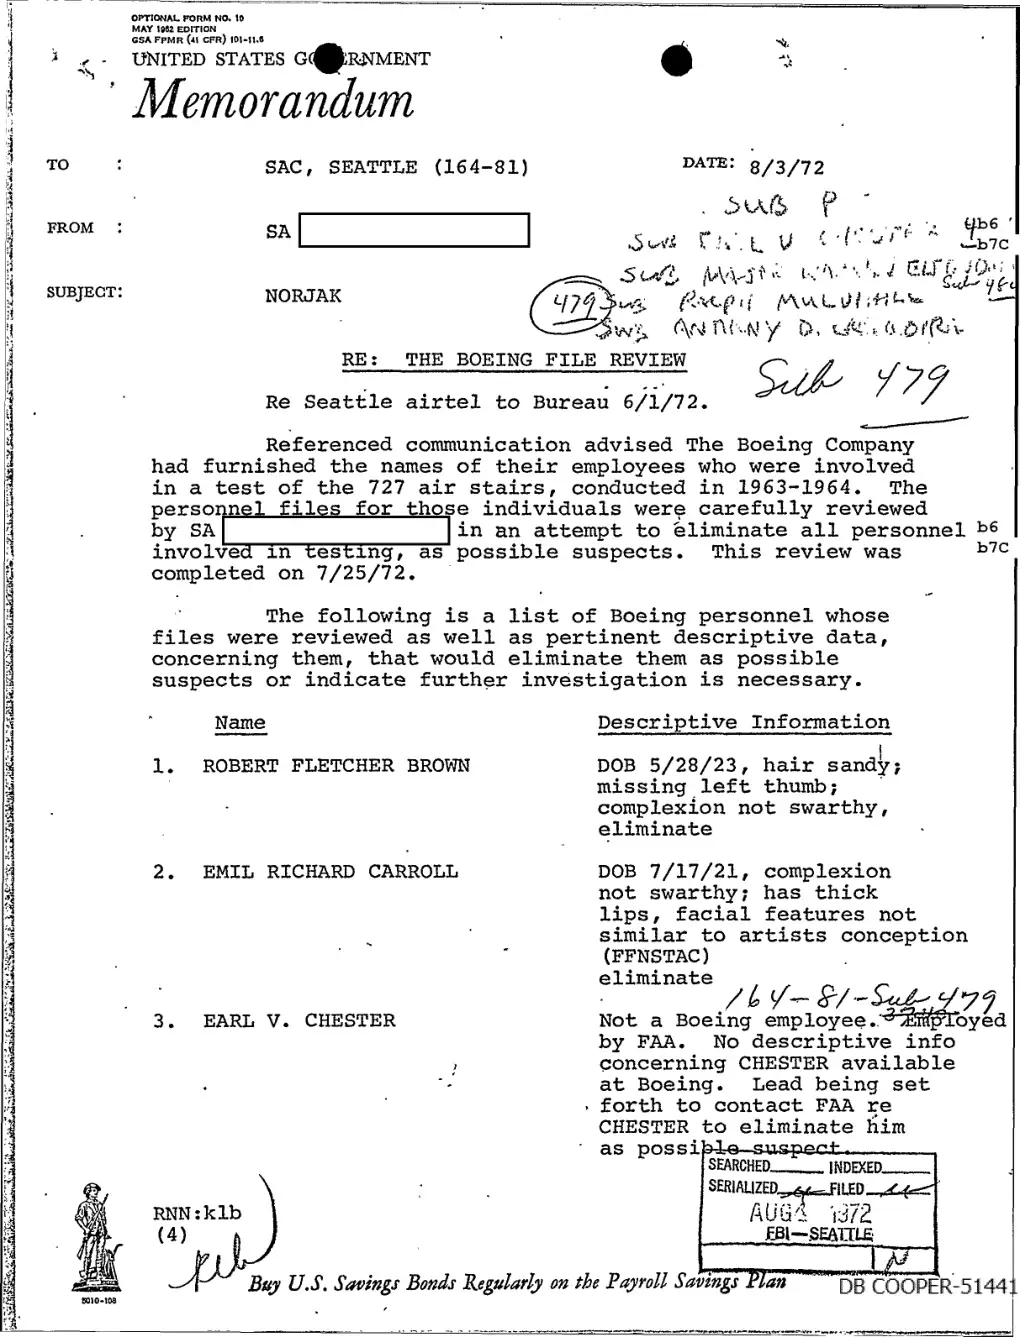 OPTIONAL FORM NO. 10
MAY 1962 EDITION
GSA FPMR (41 CFR) 101-11.6
UNITED STATES GOVERNMENT
Memorandum
TO : SAC, SEATTLE (164-81) DATE: 8/3/72
SUB P
FROM : SA b6
b7C
SUB
SUBJECT: NORJAK
479 Sub RALPH
Sub ANTHONY D.
RE: THE BOEING FILE REVIEW
Sub 479
Re Seattle airtel to Bureau 6/1/72.
Referenced communication advised The Boeing Company
had furnished the names of their employees who were involved
in a test of the 727 air stairs, conducted in 1963-1964. The
personnel files for those individuals were carefully reviewed
by SA in an attempt to eliminate all personnel b6
involved in testing, as possible suspects. This review was b7C
completed on 7/25/72.
The following is a list of Boeing personnel whose
files were reviewed as well as pertinent descriptive data,
concerning them, that would eliminate them as possible
suspects or indicate further investigation is necessary.
Name Descriptive Information
1. ROBERT FLETCHER BROWN DOB 5/28/23, hair sandy;
missing left thumb;
complexion not swarthy,
eliminate
2. EMIL RICHARD CARROLL DOB 7/17/21, complexion
not swarthy; has thick
lips, facial features not
similar to artists conception
(FFNSTAC)
eliminate
164-81-Sub 479
3. EARL V. CHESTER Not a Boeing employee. Employed
by FAA. No descriptive info
concerning CHESTER available
at Boeing. Lead being set
forth to contact FAA re
CHESTER to eliminate him
as possible suspect.
SEARCHED INDEXED
SERIALIZED FILED
AUG 4 1972
FBI—SEATTLE
RNN:klb
(4)
klb
Buy U.S. Savings Bonds Regularly on the Payroll Savings Plan
5010-108
DB COOPER-51441